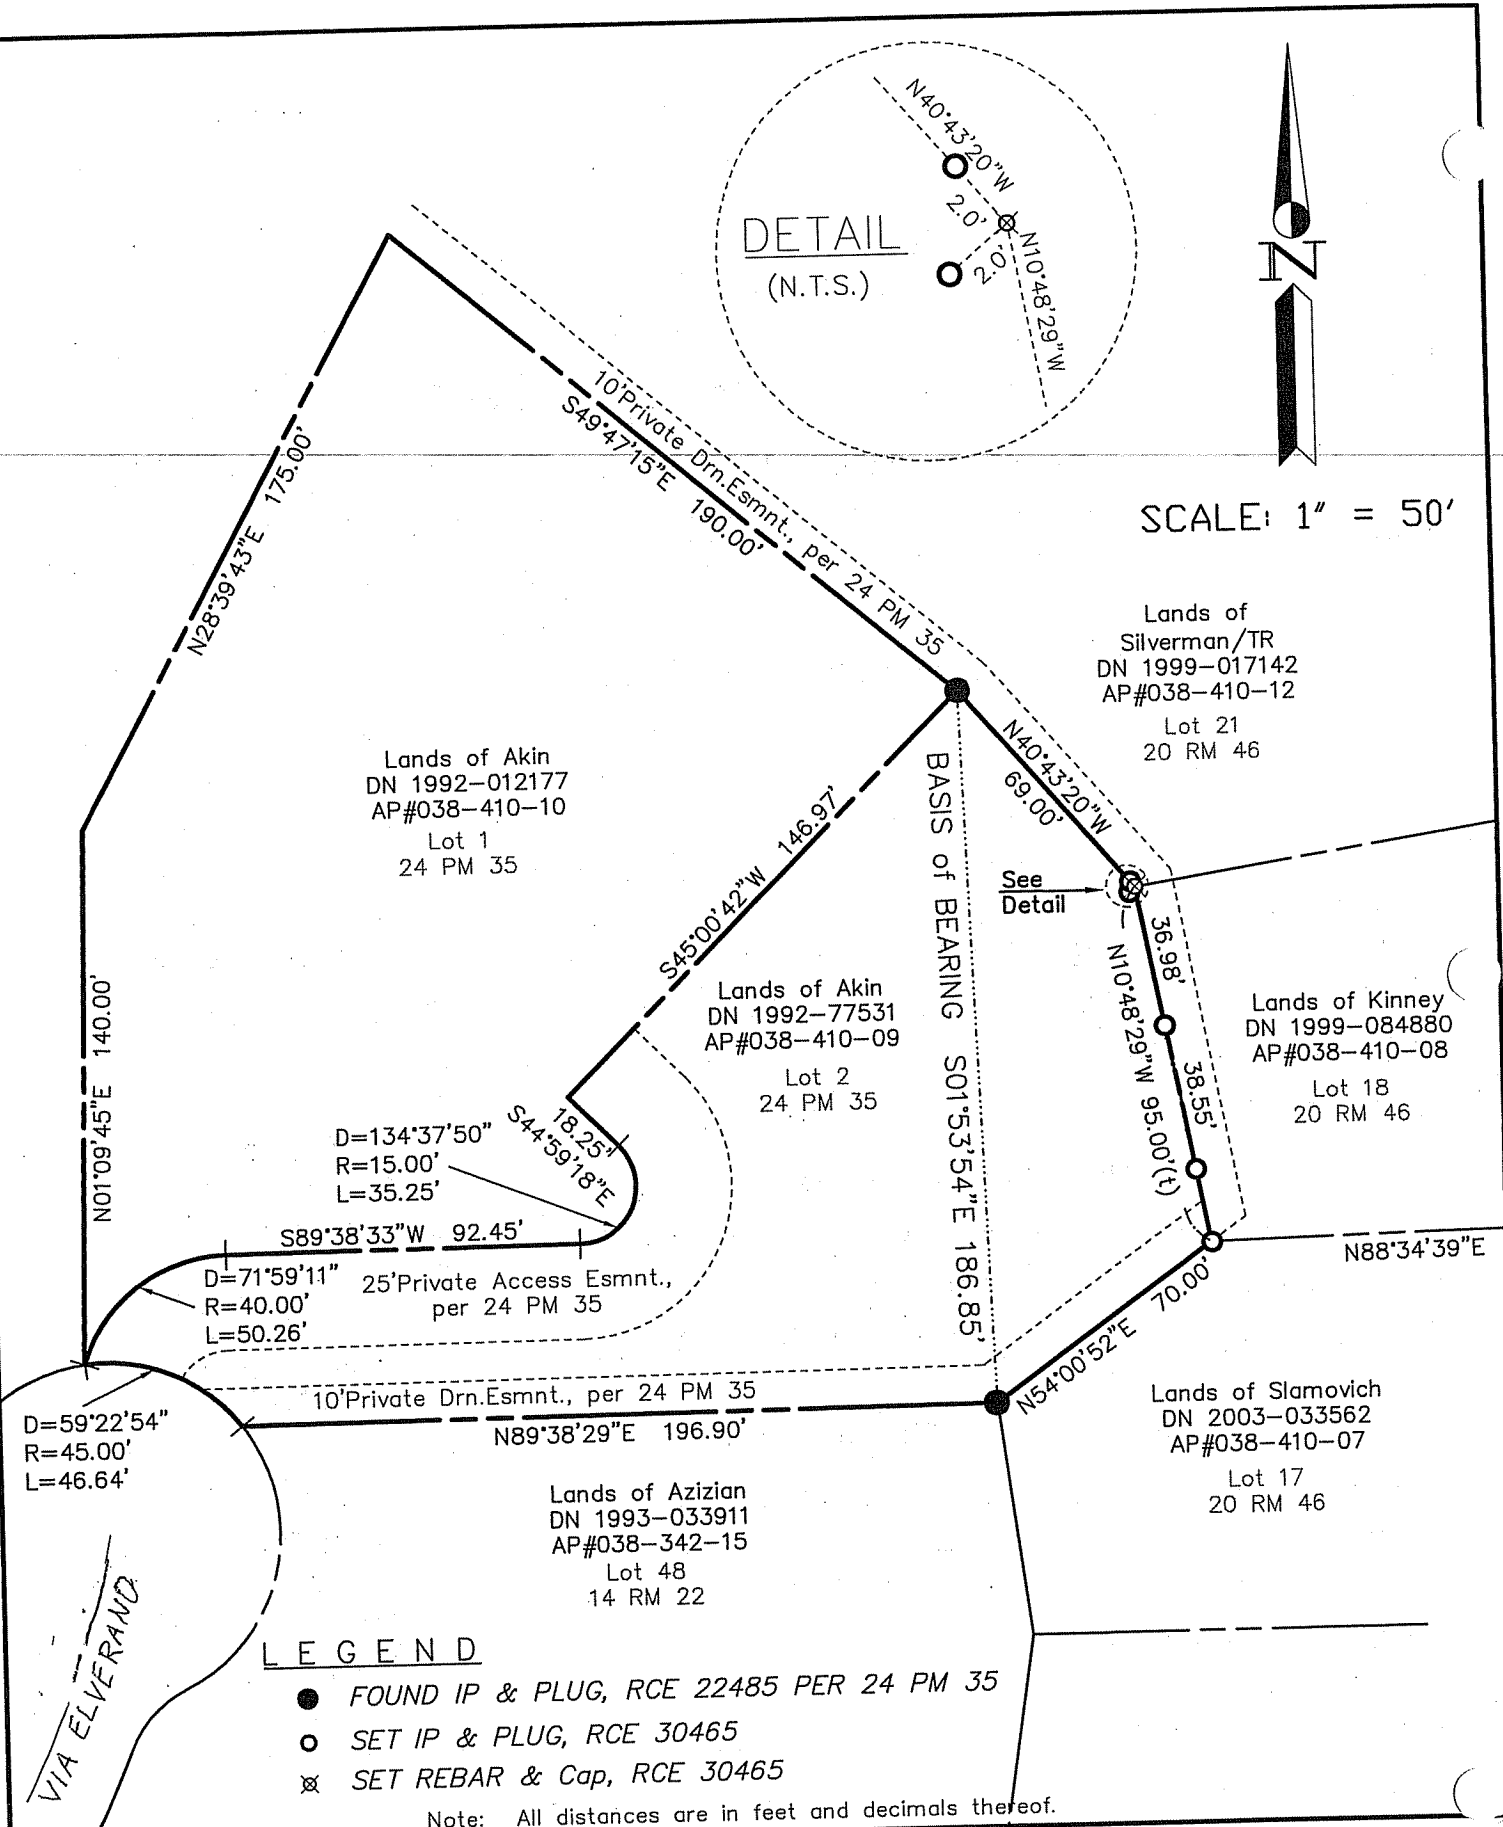 N40°43'20"W
2.0'
DETAIL
(N.T.S.)
2.0'
N10°48'29"W
N
SCALE: 1" = 50'
10'Private Drn.Esmnt., per 24 PM 35
S49°47'15"E 190.00'
N28°39'43"E 175.00'
Lands of
Silverman/TR
DN 1999-017142
AP#038-410-12
Lot 21
20 RM 46
N40°43'20"W
69.00'
Lands of Akin
DN 1992-012177
AP#038-410-10
Lot 1
24 PM 35
S45°00'42"W 146.97'
BASIS of BEARING S01°53'54"E 186.85'
See
Detail
36.98'
N10°48'29"W 95.00'(t)
38.55'
Lands of Akin
DN 1992-77531
AP#038-410-09
Lot 2
24 PM 35
Lands of Kinney
DN 1999-084880
AP#038-410-08
Lot 18
20 RM 46
N01°09'45"E 140.00'
D=134°37'50"
R=15.00'
L=35.25'
18.25'
S44°59'18"E
S89°38'33"W 92.45'
D=71°59'11"
R=40.00'
L=50.26'
25'Private Access Esmnt.,
per 24 PM 35
N88°34'39"E
70.00'
N54°00'52"E
10'Private Drn.Esmnt., per 24 PM 35
N89°38'29"E 196.90'
D=59°22'54"
R=45.00'
L=46.64'
Lands of Slamovich
DN 2003-033562
AP#038-410-07
Lot 17
20 RM 46
Lands of Azizian
DN 1993-033911
AP#038-342-15
Lot 48
14 RM 22
VIA ELVERANO
LEGEND
FOUND IP & PLUG, RCE 22485 PER 24 PM 35
SET IP & PLUG, RCE 30465
SET REBAR & Cap, RCE 30465
Note: All distances are in feet and decimals thereof.